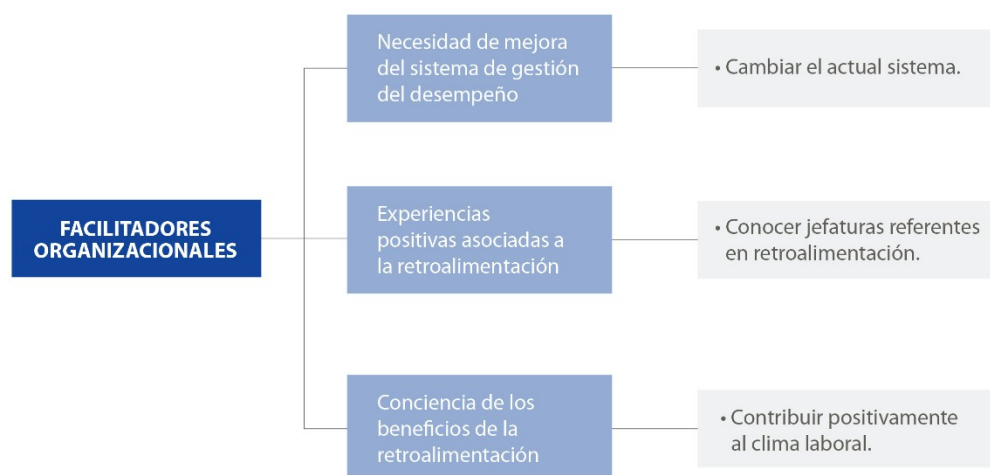 FACILITADORES
ORGANIZACIONALES
Necesidad de mejora
del sistema de gestión
del desempeño
• Cambiar el actual sistema.
Experiencias
positivas asociadas a
la retroalimentación
• Conocer jefaturas referentes
en retroalimentación.
Conciencia de los
beneficios de la
retroalimentación
• Contribuir positivamente
al clima laboral.